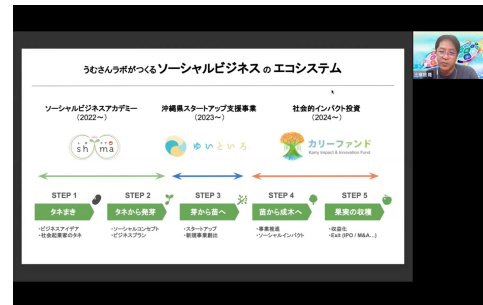 うむさんラボがつくるソーシャルビジネス の エコシステム
ソーシャルビジネスアカデミー
(2022〜)
沖縄県スタートアップ支援事業
(2023〜)
社会的インパクト投資
(2024〜)
sh ma
ゆいといろ
カリーファンド
Karry Impact & Innovation Fund
STEP 1
STEP 2
STEP 3
STEP 4
STEP 5
タネまき
タネから発芽
芽から苗へ
苗から成木へ
果実の収穫
・ビジネスアイデア
・社会起業家のタネ
・ソーシャルコンセプト
・ビジネスプラン
・スタートアップ
・新規事業創出
・事業推進
・ソーシャルインパクト
・収益化
・Exit (IPO / M&A...)